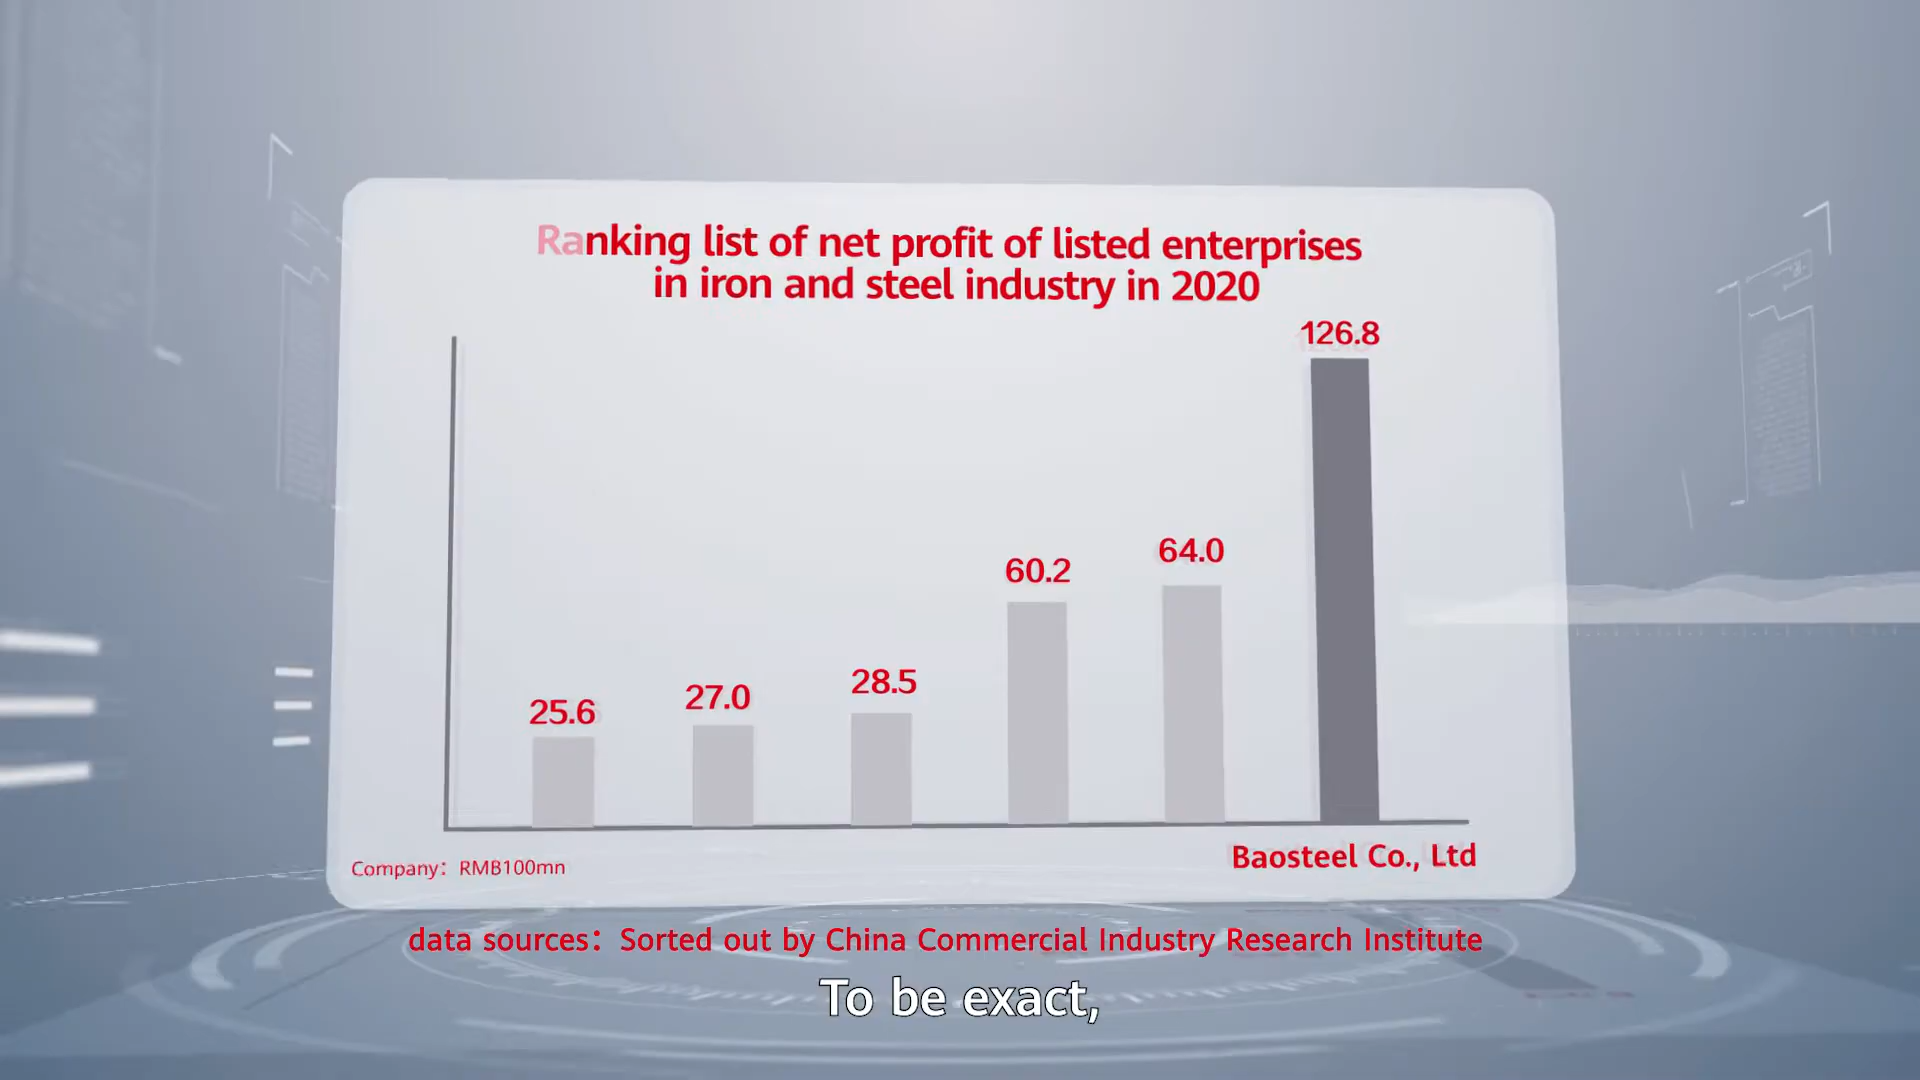 Ranking list of net profit of listed enterprises
in iron and steel industry in 2020
126.8
64.0
60.2
28.5
27.0
25.6
Baosteel Co., Ltd
Company: RMB100mn
data sources: Sorted out by China Commercial Industry Research Institute
To be exact,